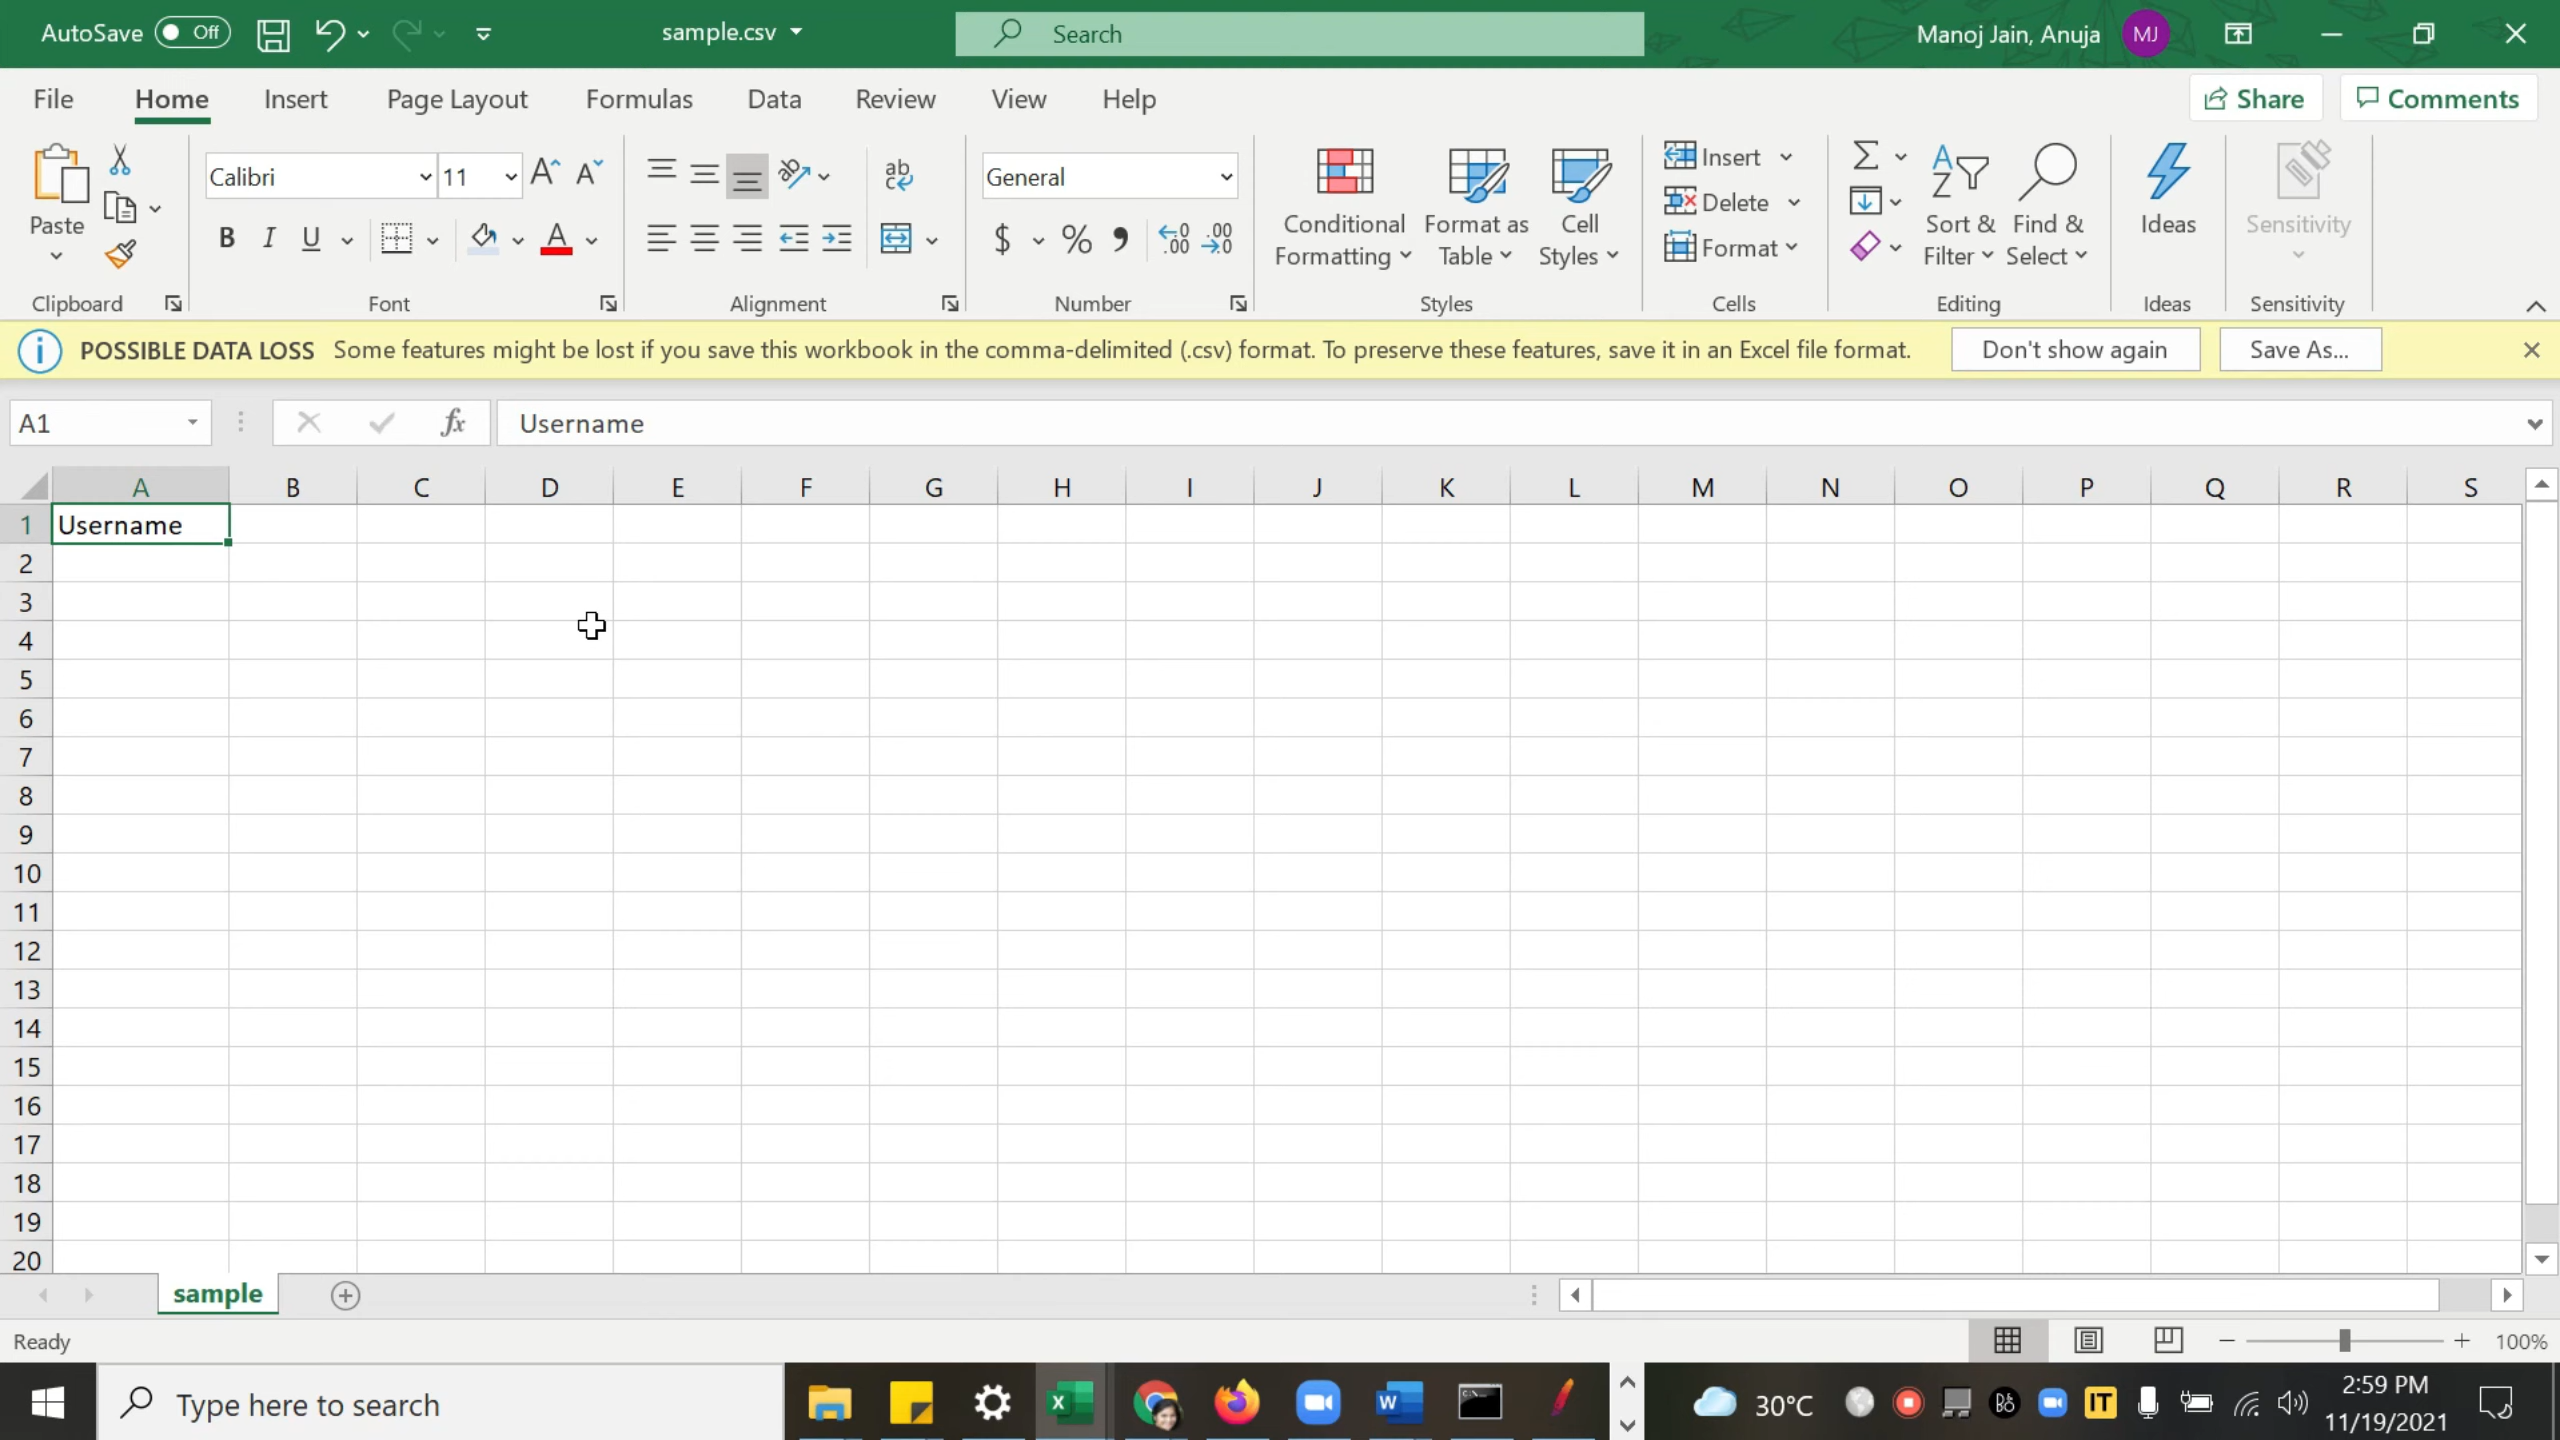 AutoSave Off sample.csv Search Manoj Jain, Anuja MJ
File Home Insert Page Layout Formulas Data Review View Help Share Comments
Paste
Calibri 11
B I U A
ab
General
$ % ,
Conditional Formatting
Format as Table
Cell Styles
Insert
Delete
Format
Sort & Filter
Find & Select
Ideas
Sensitivity
Clipboard Font Alignment Number Styles Cells Editing Ideas Sensitivity
POSSIBLE DATA LOSS Some features might be lost if you save this workbook in the comma-delimited (.csv) format. To preserve these features, save it in an Excel file format. Don't show again Save As...
A1 fx Username
A B C D E F G H I J K L M N O P Q R S
1 Username
2
3
4
5
6
7
8
9
10
11
12
13
14
15
16
17
18
19
20
sample
Ready 100%
Type here to search 30°C IT 2:59 PM
11/19/2021